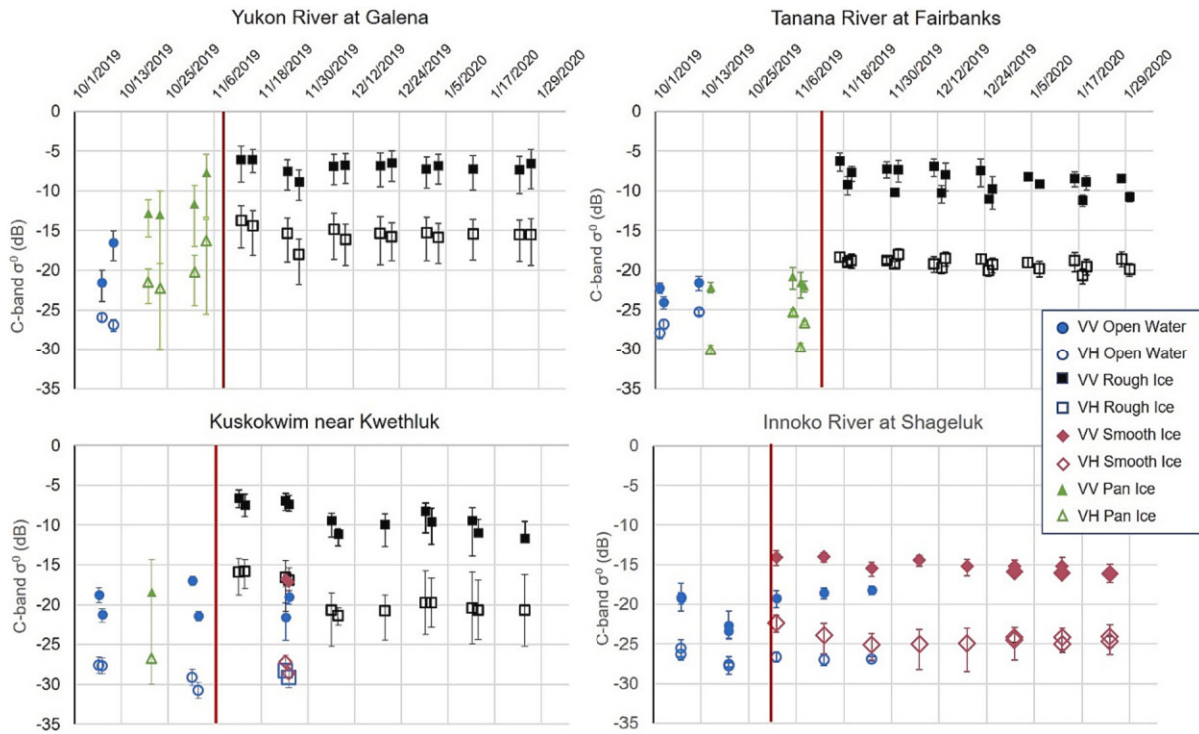 Yukon River at Galena
10/1/2019 10/13/2019 10/25/2019 11/6/2019 11/18/2019 11/30/2019 12/12/2019 12/24/2019 1/5/2020 1/17/2020 1/29/2020
C-band σ⁰ (dB)
0
-5
-10
-15
-20
-25
-30
-35
Tanana River at Fairbanks
10/1/2019 10/13/2019 10/25/2019 11/6/2019 11/18/2019 11/30/2019 12/12/2019 12/24/2019 1/5/2020 1/17/2020 1/29/2020
C-band σ⁰ (dB)
0
-5
-10
-15
-20
-25
-30
-35
VV Open Water
VH Open Water
VV Rough Ice
VH Rough Ice
VV Smooth Ice
VH Smooth Ice
VV Pan Ice
VH Pan Ice
Kuskokwim near Kwethluk
C-band σ⁰ (dB)
0
-5
-10
-15
-20
-25
-30
-35
Innoko River at Shageluk
C-band σ⁰ (dB)
0
-5
-10
-15
-20
-25
-30
-35